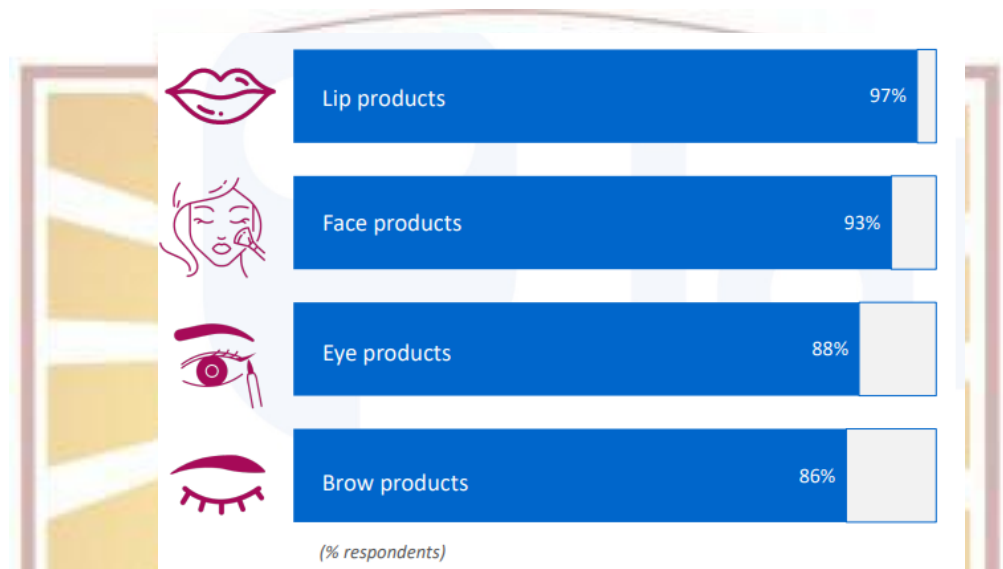 Lip products 97%
Face products 93%
Eye products 88%
Brow products 86%
(% respondents)